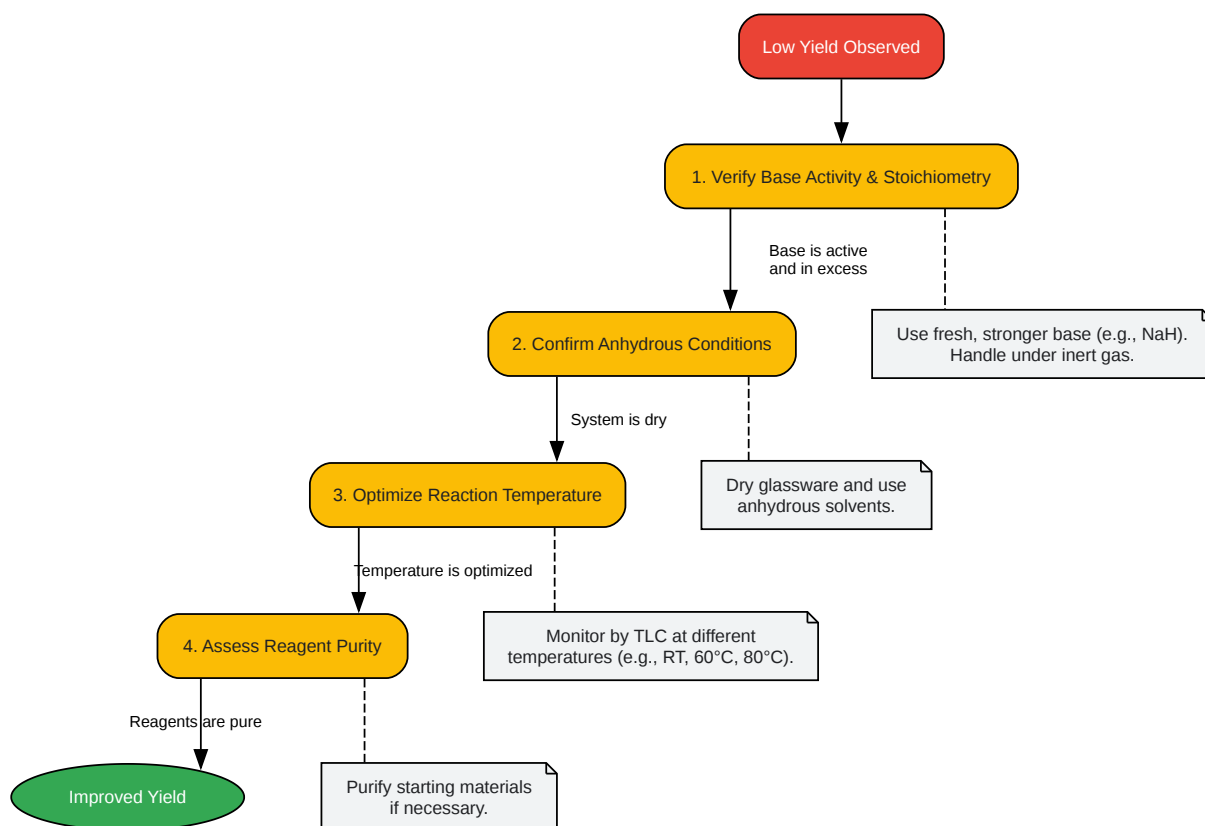 Low Yield Observed
1. Verify Base Activity & Stoichiometry
Base is active
and in excess
Use fresh, stronger base (e.g., NaH).
Handle under inert gas.
2. Confirm Anhydrous Conditions
System is dry
Dry glassware and use
anhydrous solvents.
3. Optimize Reaction Temperature
Temperature is optimized
Monitor by TLC at different
temperatures (e.g., RT, 60°C, 80°C).
4. Assess Reagent Purity
Reagents are pure
Purify starting materials
if necessary.
Improved Yield